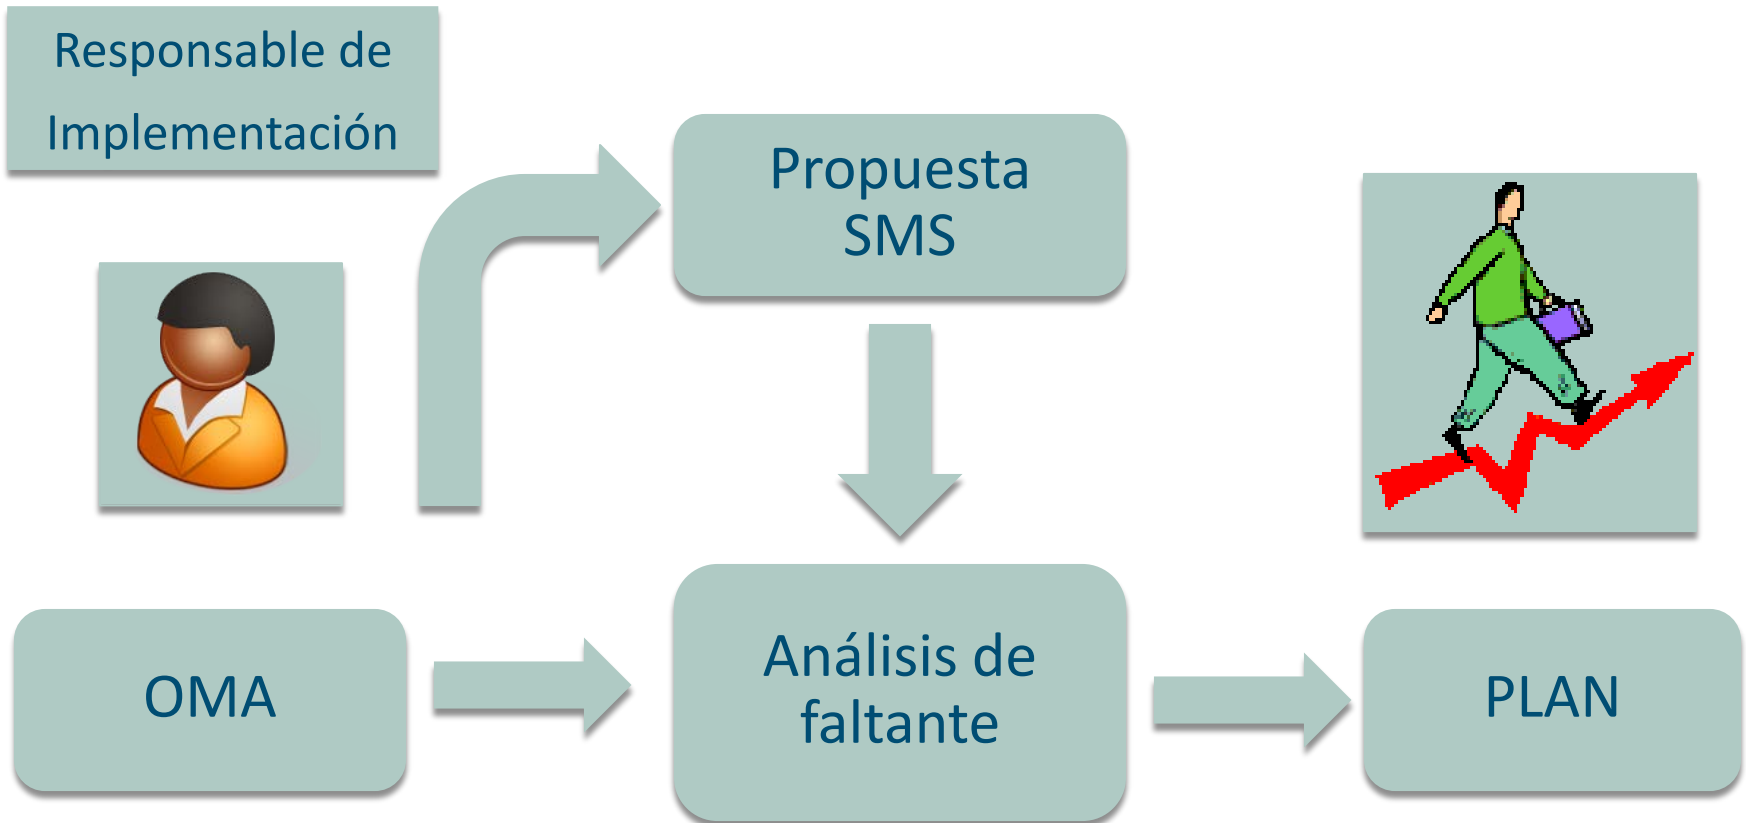 Responsable de
Implementación
Propuesta
SMS
OMA
Análisis de
faltante
PLAN